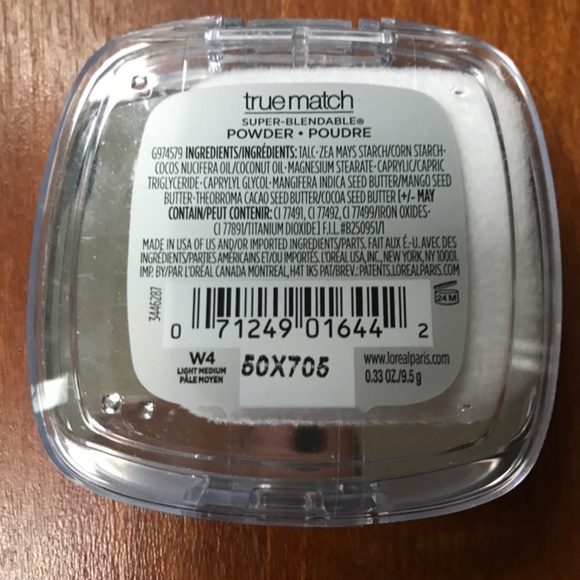 truematch
SUPER-BLENDABLE®
POWDER • POUDRE
G974579 INGREDIENTS/INGRÉDIENTS: TALC • ZEA MAYS STARCH/CORN STARCH •
COCOS NUCIFERA OIL/COCONUT OIL • MAGNESIUM STEARATE • CAPRYLIC/CAPRIC
TRIGLYCERIDE • CAPRYLYL GLYCOL • MANGIFERA INDICA SEED BUTTER/MANGO SEED
BUTTER • THEOBROMA CACAO SEED BUTTER/COCOA SEED BUTTER [+/- MAY
CONTAIN/PEUT CONTENIR: CI 77491, CI 77492, CI 77499/IRON OXIDES •
CI 77891/TITANIUM DIOXIDE] F.I.L. #B250951/1
MADE IN USA OF US AND/OR IMPORTED INGREDIENTS/PARTS. FAIT AUX É.-U. AVEC DES
INGRÉDIENTS/PARTIES AMÉRICAINS ET/OU IMPORTÉS. L'ORÉAL USA, INC., NEW YORK, NY 10001.
IMP. BY/PAR L'ORÉAL CANADA MONTREAL, H4T 1K5 PAT/BREV.: PATENTS.LOREALPARIS.COM
3446287
24 M
0 71249 01644 2
W4
LIGHT MEDIUM
PÂLE MOYEN
50X705
www.lorealparis.com
0.33 OZ./9.5 g